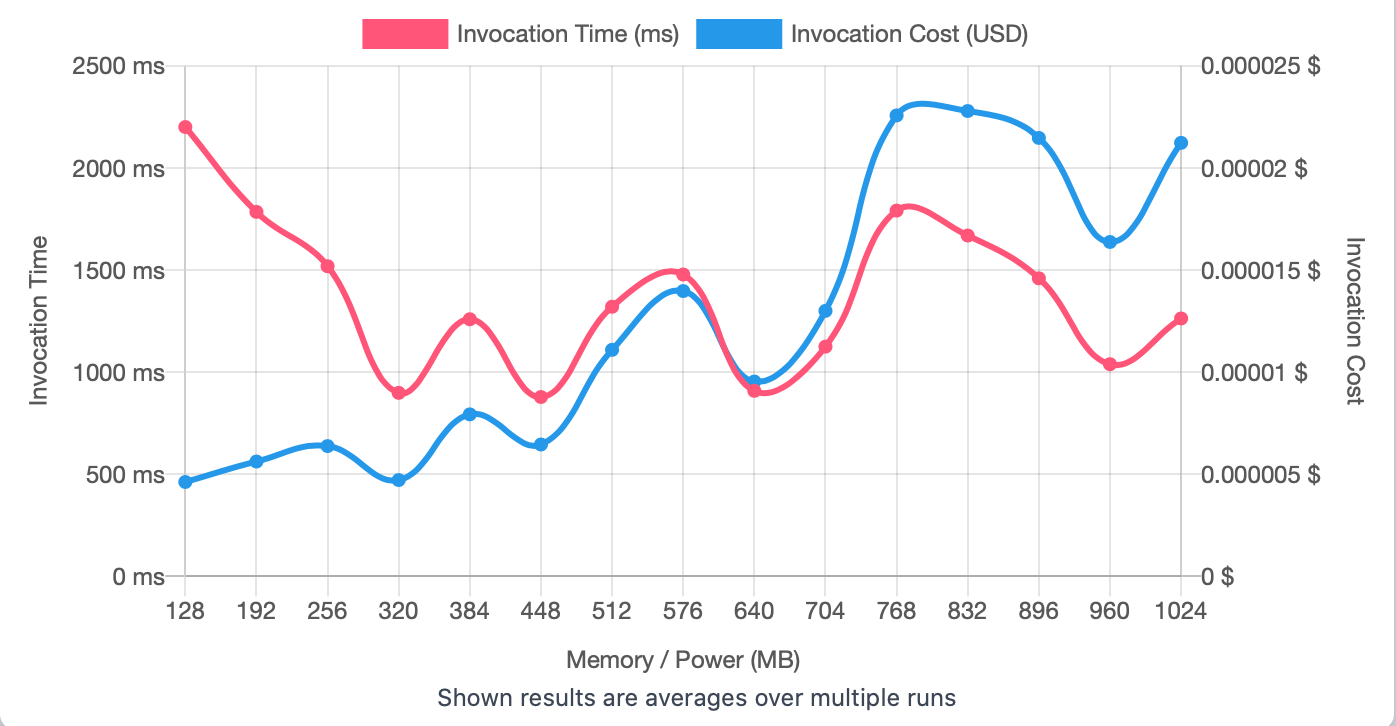 Invocation Time (ms) Invocation Cost (USD)
2500 ms 0.000025 $
2000 ms 0.00002 $
1500 ms 0.000015 $
1000 ms 0.00001 $
500 ms 0.000005 $
0 ms 0 $
Invocation Time
Invocation Cost
128 192 256 320 384 448 512 576 640 704 768 832 896 960 1024
Memory / Power (MB)
Shown results are averages over multiple runs